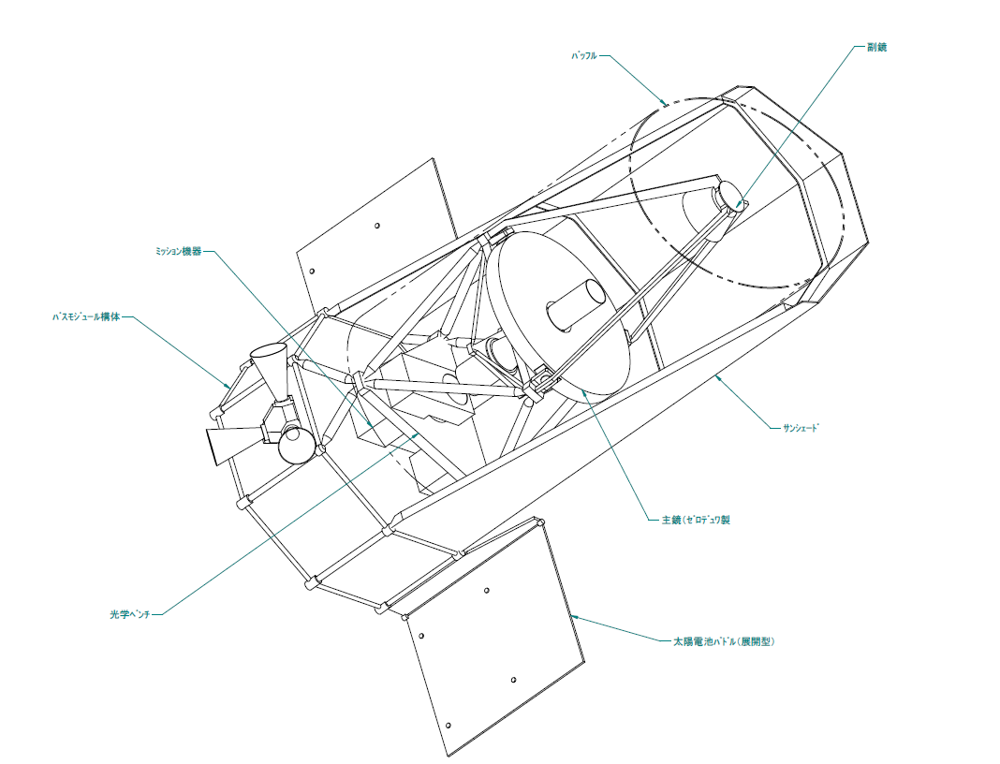 副鏡
ﾊﾞｯﾌﾙ
ﾐｯｼｮﾝ機器
ﾊﾞｽﾓｼﾞｭｰﾙ構体
ｻﾝｼｪｰﾄﾞ
主鏡(ｾﾞﾛﾃﾞｭﾜ製
光学ﾍﾞﾝﾁ
太陽電池ﾊﾟﾄﾞﾙ(展開型)